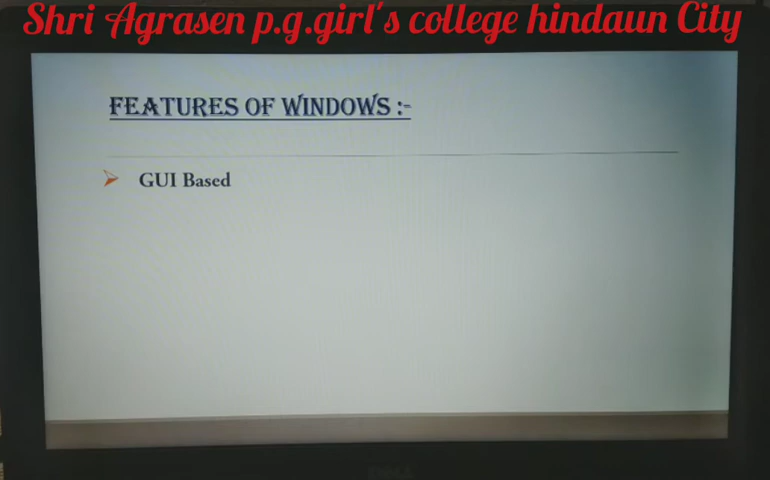 Shri Agrasen p.g.girl's college hindaun City
FEATURES OF WINDOWS :-
GUI Based